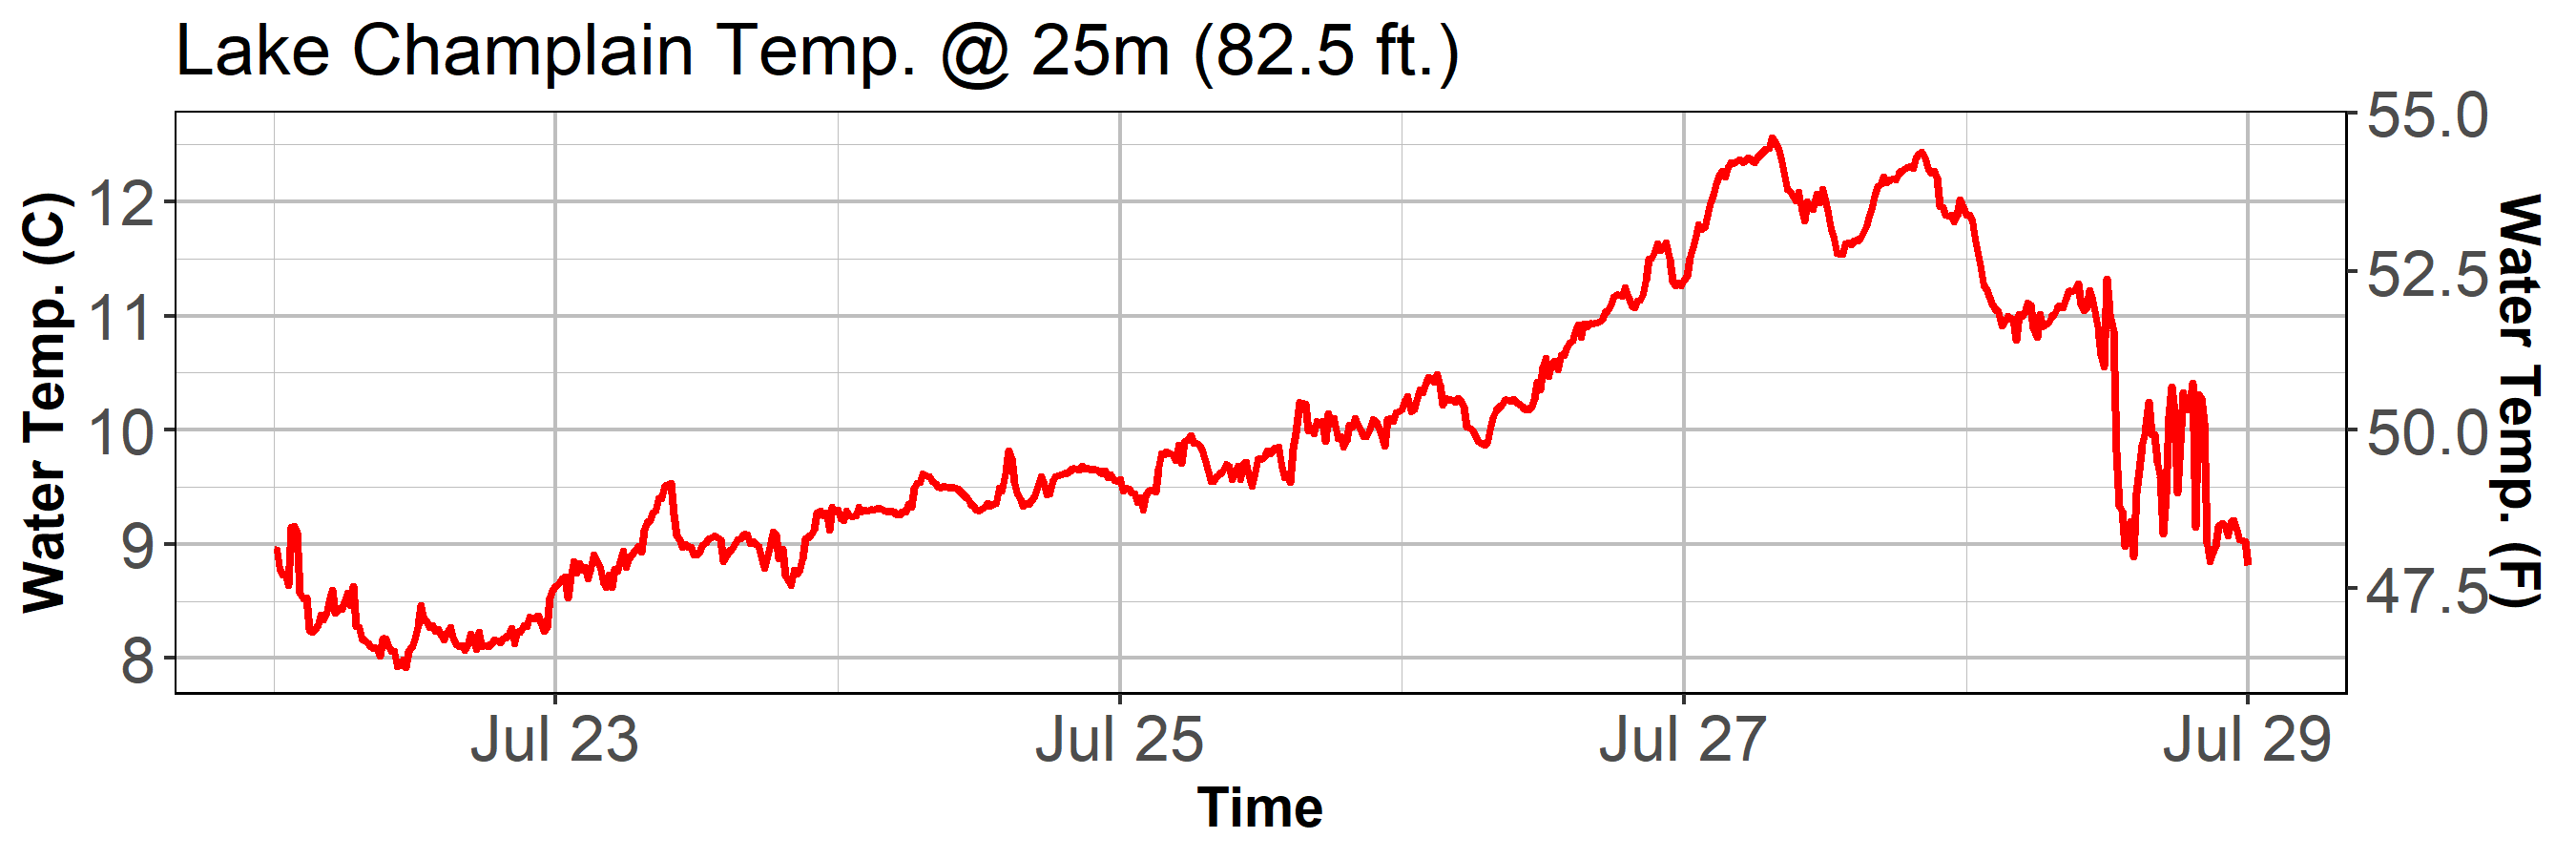 Lake Champlain Temp. @ 25m (82.5 ft.)
Water Temp. (C)
12
11
10
9
8
55.0
52.5
50.0
47.5
Water Temp. (F)
Jul 23 Jul 25 Jul 27 Jul 29
Time